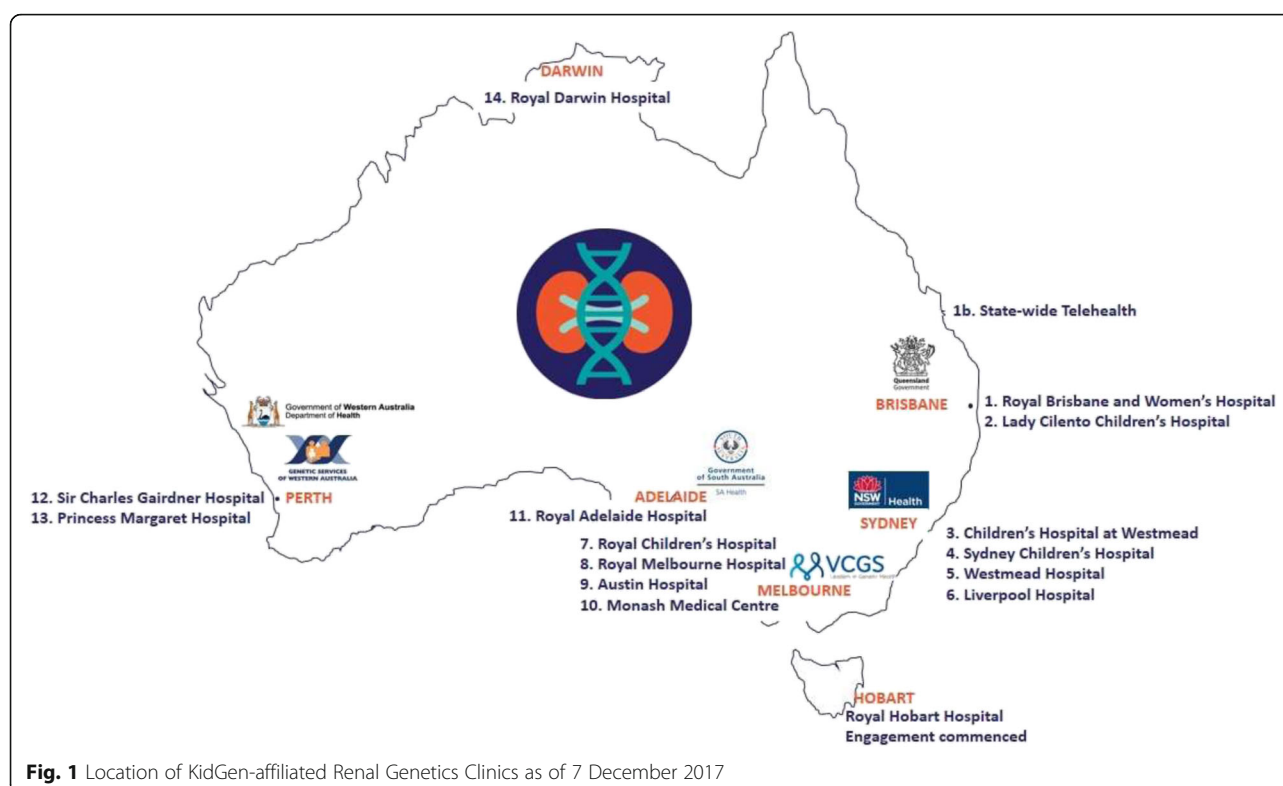 DARWIN
14. Royal Darwin Hospital
1b. State-wide Telehealth
Queensland
Government
BRISBANE
1. Royal Brisbane and Women's Hospital
2. Lady Cilento Children's Hospital
Government of Western Australia
Department of Health
GENETIC SERVICES
OF WESTERN AUSTRALIA
12. Sir Charles Gairdner Hospital
PERTH
13. Princess Margaret Hospital
Government
of South Australia
SA Health
ADELAIDE
11. Royal Adelaide Hospital
NSW
GOVERNMENT
Health
SYDNEY
3. Children's Hospital at Westmead
4. Sydney Children's Hospital
5. Westmead Hospital
6. Liverpool Hospital
7. Royal Children's Hospital
8. Royal Melbourne Hospital
9. Austin Hospital
10. Monash Medical Centre
VCGS
MELBOURNE
HOBART
Royal Hobart Hospital
Engagement commenced
Fig. 1 Location of KidGen-affiliated Renal Genetics Clinics as of 7 December 2017